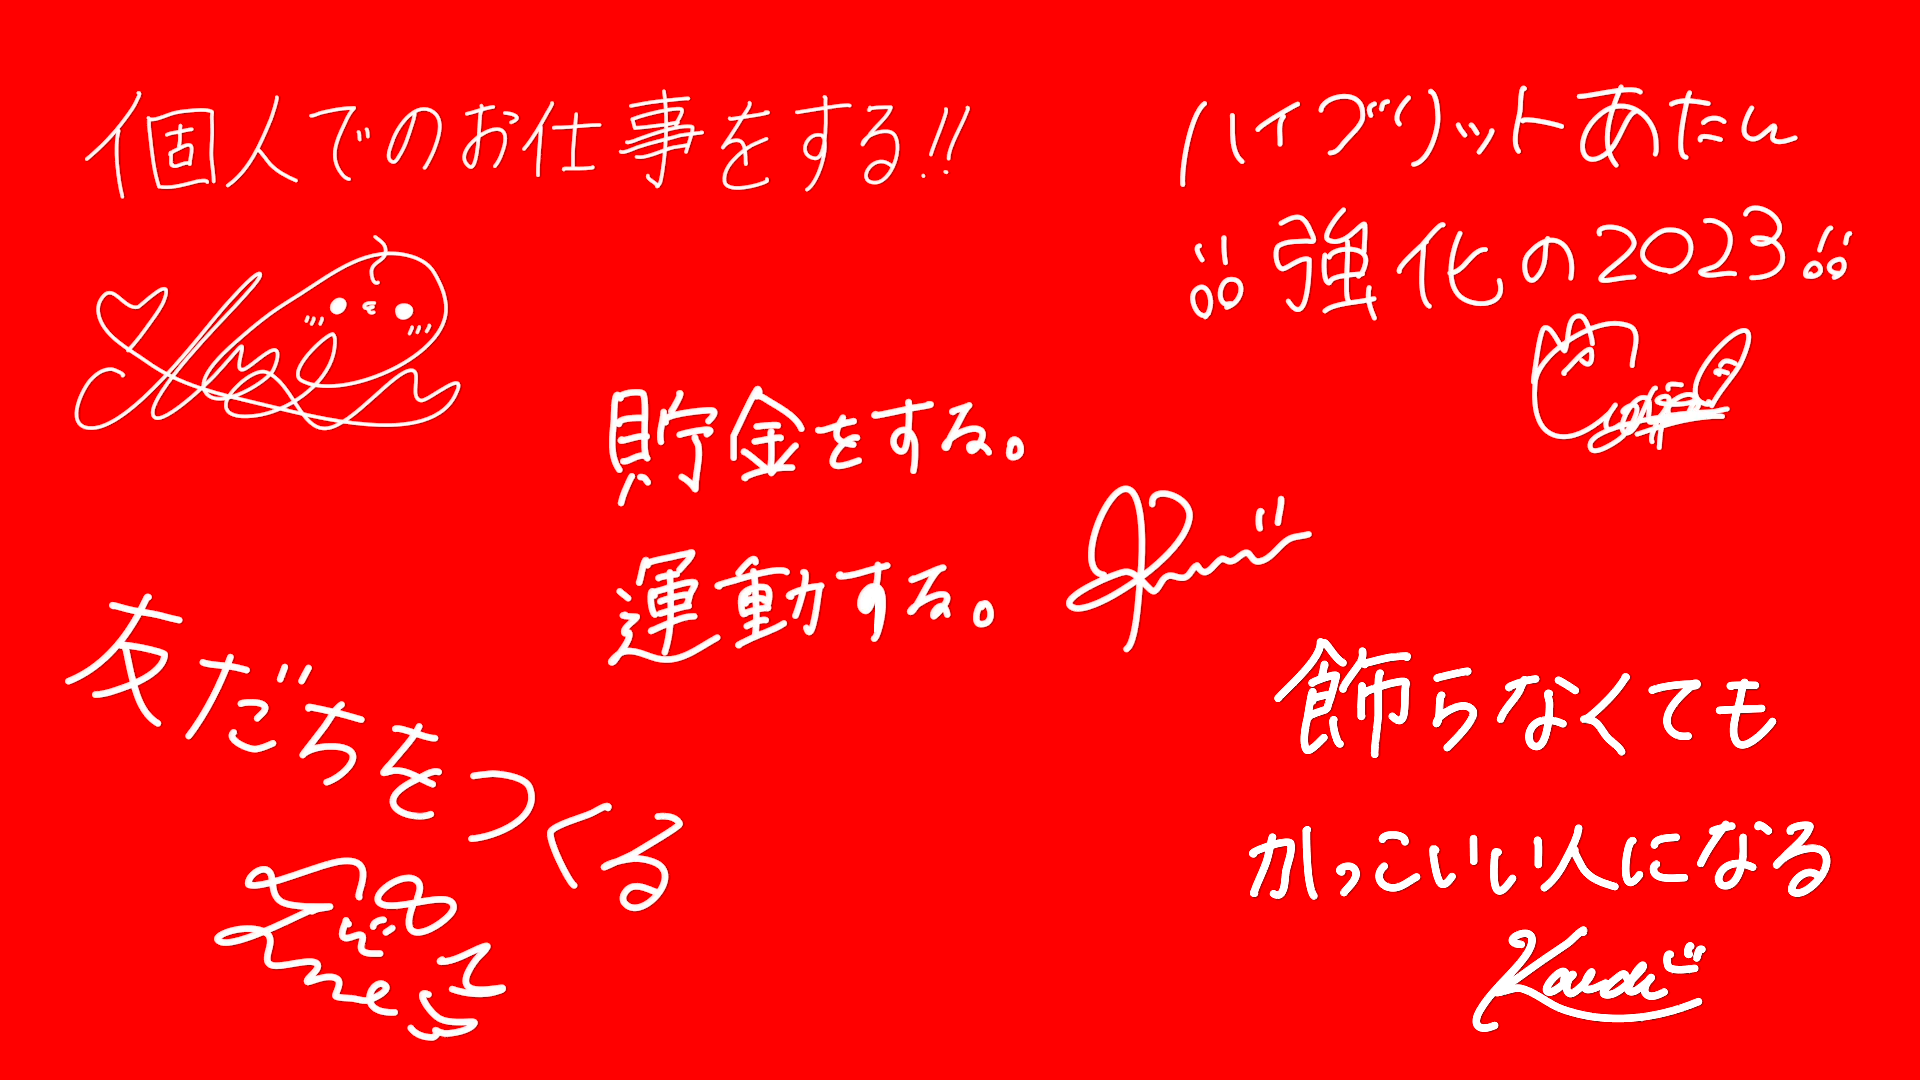 個人でのお仕事をする!!
ハイブリットあたし
!!強化の2023!!
貯金をする。
運動する。
友だちをつくる
飾らなくても
かっこいい人になる